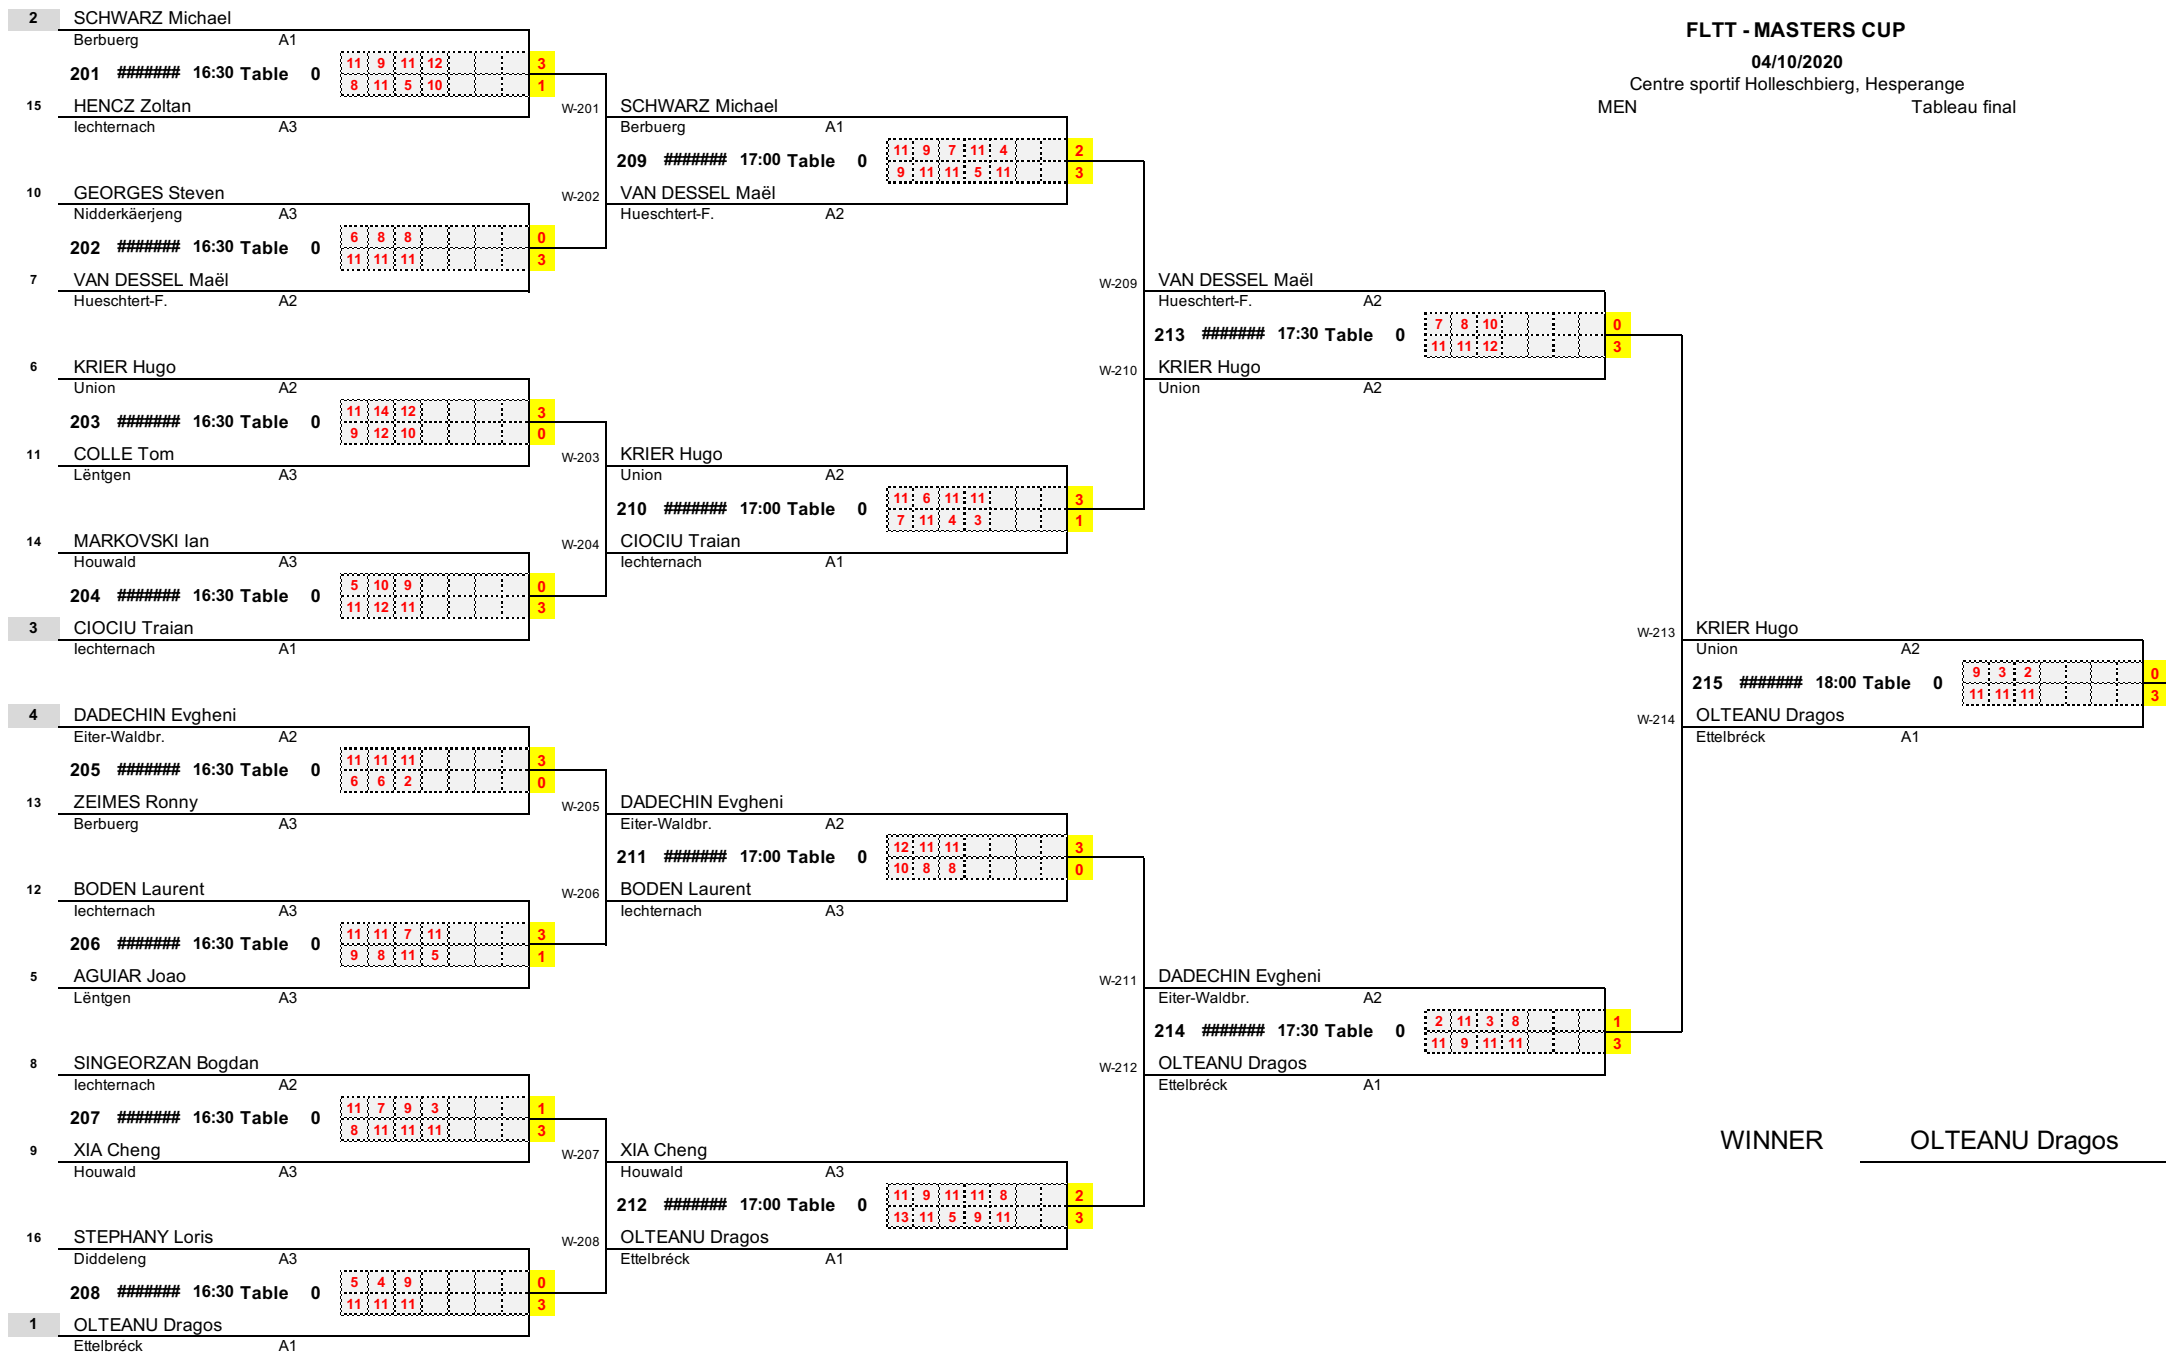 FLTT - MASTERS CUP
04/10/2020
Centre sportif Holleschbierg, Hesperange
MEN Tableau final
2 SCHWARZ Michael
Berbuerg A1
201 ####### 16:30 Table 0
11 9 11 12 3
8 11 5 10 1
15 HENCZ Zoltan
Iechternach A3
10 GEORGES Steven
Nidderkäerjeng A3
202 ####### 16:30 Table 0
6 8 8 0
11 11 11 3
7 VAN DESSEL Maël
Hueschtert-F. A2
6 KRIER Hugo
Union A2
203 ####### 16:30 Table 0
11 14 12 3
9 12 10 0
11 COLLE Tom
Lëntgen A3
14 MARKOVSKI Ian
Houwald A3
204 ####### 16:30 Table 0
5 10 9 0
11 12 11 3
3 CIOCIU Traian
Iechternach A1
4 DADECHIN Evgheni
Eiter-Waldbr. A2
205 ####### 16:30 Table 0
11 11 11 3
6 6 2 0
13 ZEIMES Ronny
Berbuerg A3
12 BODEN Laurent
Iechternach A3
206 ####### 16:30 Table 0
11 11 7 11 3
9 8 11 5 1
5 AGUIAR Joao
Lëntgen A3
8 SINGEORZAN Bogdan
Iechternach A2
207 ####### 16:30 Table 0
11 7 9 3 1
8 11 11 11 3
9 XIA Cheng
Houwald A3
16 STEPHANY Loris
Diddeleng A3
208 ####### 16:30 Table 0
5 4 9 0
11 11 11 3
1 OLTEANU Dragos
Ettelbréck A1
W-201 SCHWARZ Michael
Berbuerg A1
209 ####### 17:00 Table 0
11 9 7 11 4 2
9 11 11 5 11 3
W-202 VAN DESSEL Maël
Hueschtert-F. A2
W-203 KRIER Hugo
Union A2
210 ####### 17:00 Table 0
11 6 11 11 3
7 11 4 3 1
W-204 CIOCIU Traian
Iechternach A1
W-205 DADECHIN Evgheni
Eiter-Waldbr. A2
211 ####### 17:00 Table 0
12 11 11 3
10 8 8 0
W-206 BODEN Laurent
Iechternach A3
W-207 XIA Cheng
Houwald A3
212 ####### 17:00 Table 0
11 9 11 11 8 2
13 11 5 9 11 3
W-208 OLTEANU Dragos
Ettelbréck A1
W-209 VAN DESSEL Maël
Hueschtert-F. A2
213 ####### 17:30 Table 0
7 8 10 0
11 11 12 3
W-210 KRIER Hugo
Union A2
W-211 DADECHIN Evgheni
Eiter-Waldbr. A2
214 ####### 17:30 Table 0
2 11 3 8 1
11 9 11 11 3
W-212 OLTEANU Dragos
Ettelbréck A1
W-213 KRIER Hugo
Union A2
215 ####### 18:00 Table 0
9 3 2 0
11 11 11 3
W-214 OLTEANU Dragos
Ettelbréck A1
WINNER OLTEANU Dragos